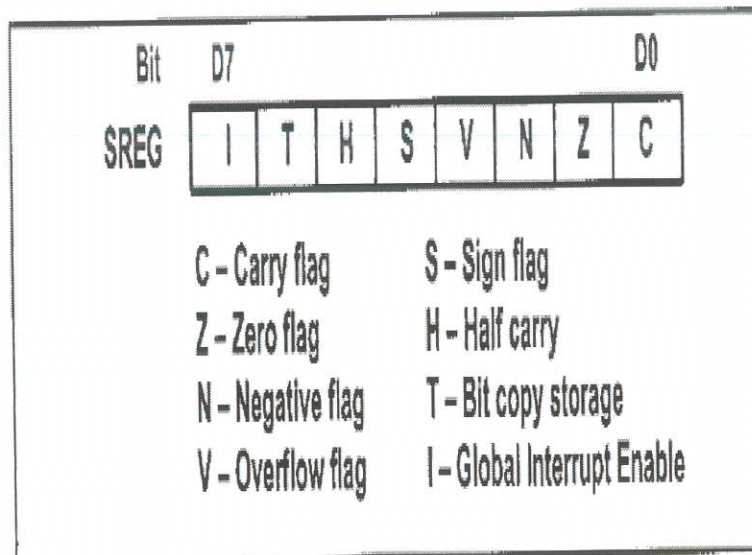 Bit D7 D0
SREG I T H S V N Z C
C – Carry flag S – Sign flag
Z – Zero flag H – Half carry
N – Negative flag T – Bit copy storage
V – Overflow flag I – Global Interrupt Enable